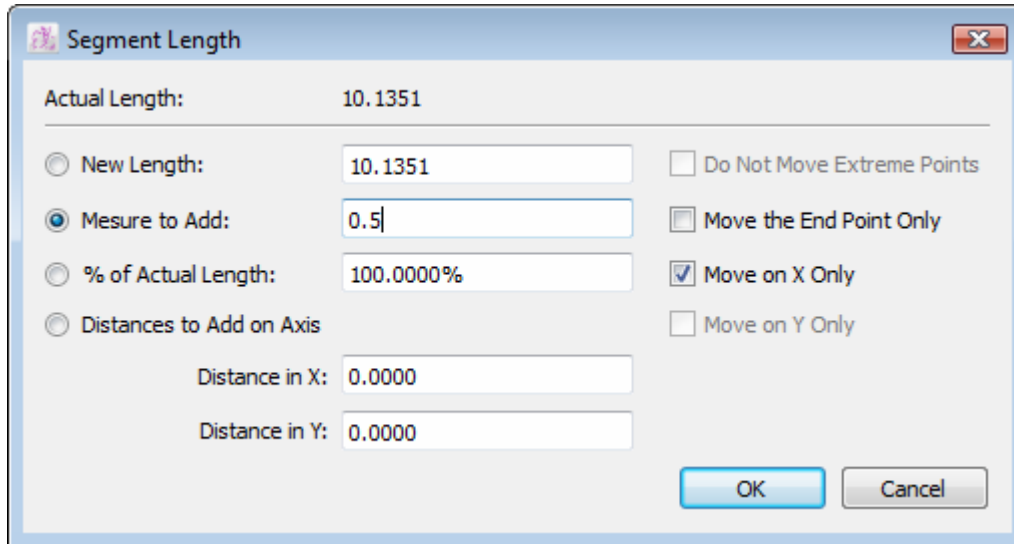 Segment Length
Actual Length: 10.1351
New Length: 10.1351 Do Not Move Extreme Points
Mesure to Add: 0.5 Move the End Point Only
% of Actual Length: 100.0000% Move on X Only
Distances to Add on Axis Move on Y Only
Distance in X: 0.0000
Distance in Y: 0.0000
OK Cancel